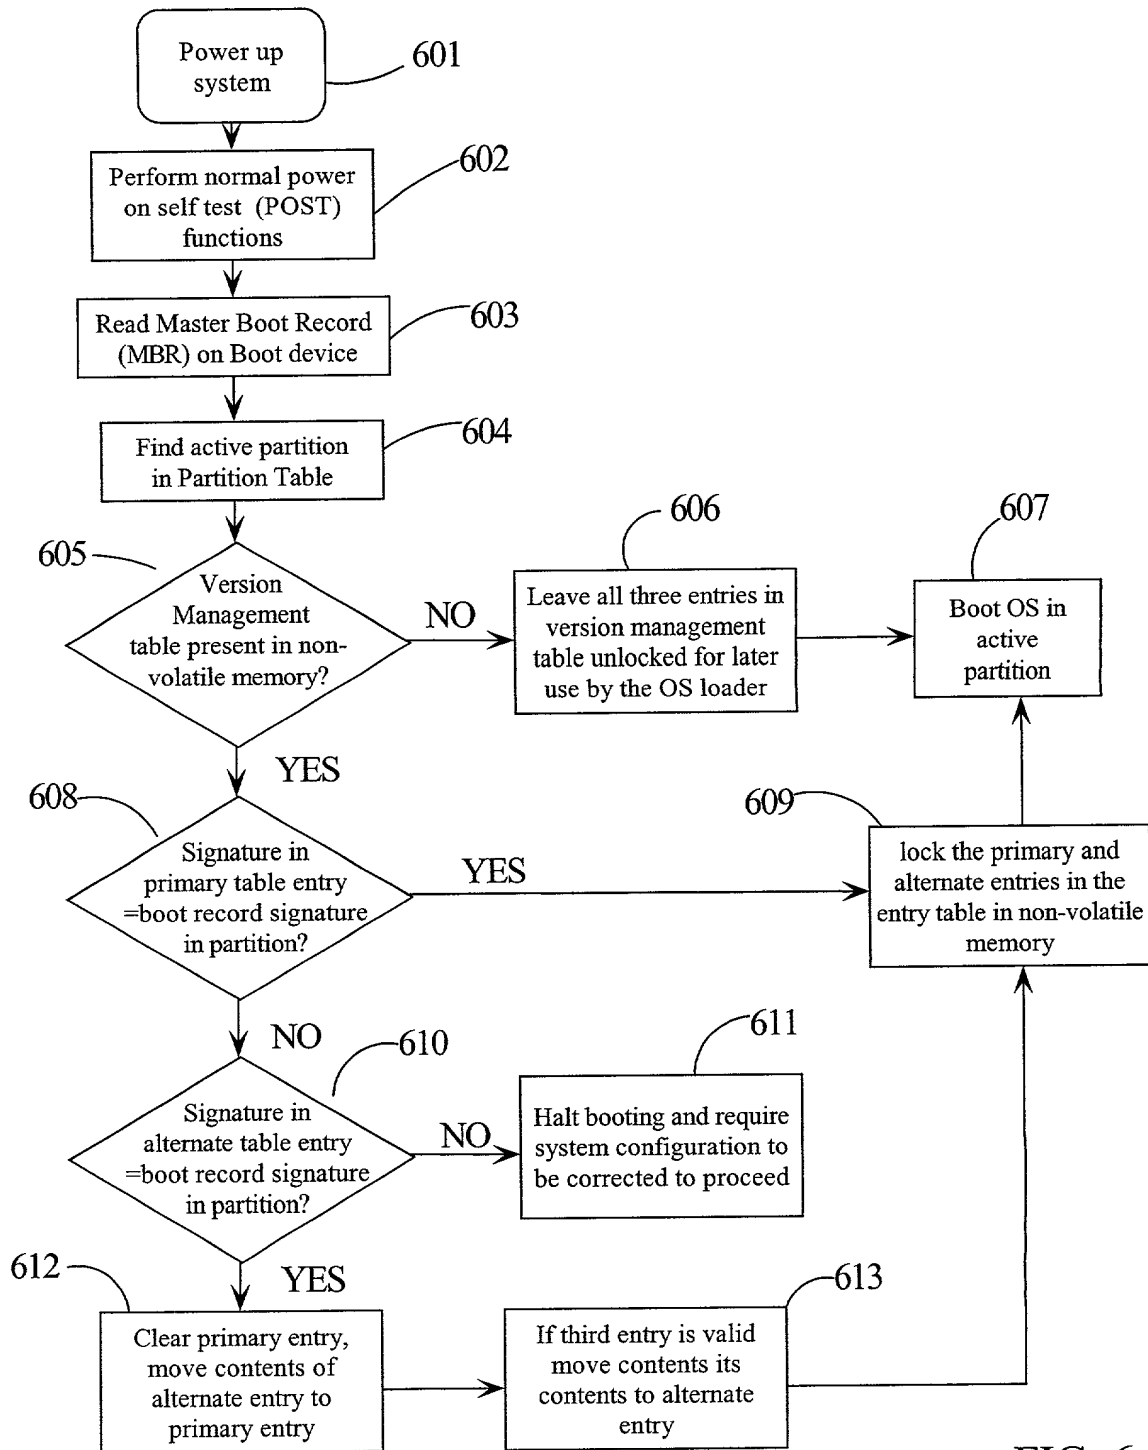 Power up
system
601
Perform normal power
on self test (POST)
functions
602
Read Master Boot Record
(MBR) on Boot device
603
Find active partition
in Partition Table
604
605
Version
Management
table present in non-
volatile memory?
NO
606
Leave all three entries in
version management
table unlocked for later
use by the OS loader
607
Boot OS in
active
partition
YES
608
Signature in
primary table entry
=boot record signature
in partition?
YES
609
lock the primary and
alternate entries in the
entry table in non-volatile
memory
NO
610
Signature in
alternate table entry
=boot record signature
in partition?
NO
611
Halt booting and require
system configuration to
be corrected to proceed
YES
612
Clear primary entry,
move contents of
alternate entry to
primary entry
613
If third entry is valid
move contents its
contents to alternate
entry
FIG. 6